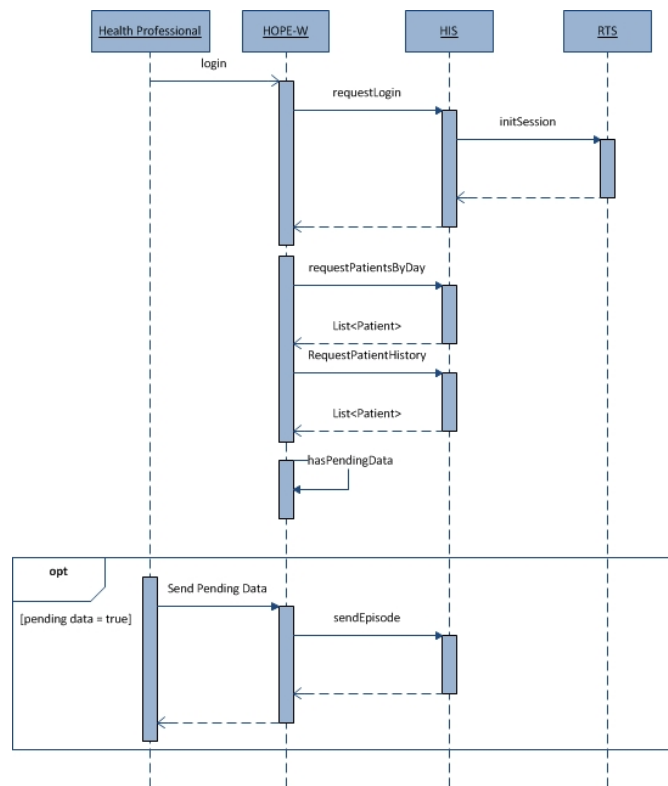 Health Professional
HOPE-W
HIS
RTS
login
requestLogin
initSession
requestPatientsByDay
List<Patient>
RequestPatientHistory
List<Patient>
hasPendingData
opt
Send Pending Data
[pending data = true]
sendEpisode